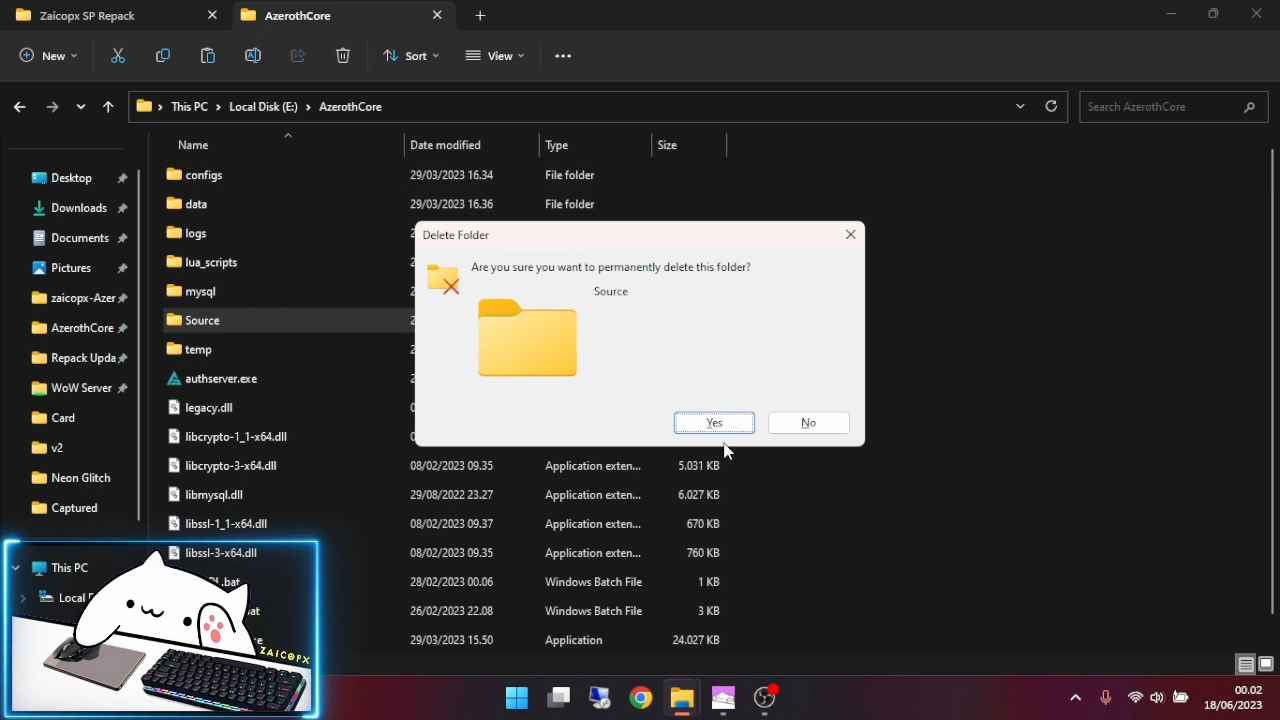 Zaicopx SP Repack
AzerothCore
New
Sort
View
This PC > Local Disk (E:) > AzerothCore
Search AzerothCore
Name Date modified Type Size
Desktop
Downloads
Documents
Pictures
zaicopx-Azer
AzerothCore
Repack Upda
WoW Server
Card
v2
Neon Glitch
Captured
This PC
Local
configs 29/03/2023 16.34 File folder
data 29/03/2023 16.36 File folder
logs
lua_scripts
mysql
Source
temp
authserver.exe
legacy.dll
libcrypto-1_1-x64.dll
libcrypto-3-x64.dll 08/02/2023 09.35 Application exten... 5.031 KB
libmysql.dll 29/08/2022 23.27 Application exten... 6.027 KB
libssl-1_1-x64.dll 08/02/2023 09.37 Application exten... 670 KB
libssl-3-x64.dll 08/02/2023 09.35 Application exten... 760 KB
.bat 28/02/2023 00.06 Windows Batch File 1 KB
26/02/2023 22.08 Windows Batch File 3 KB
29/03/2023 15.50 Application 24.027 KB
Delete Folder
Are you sure you want to permanently delete this folder?
Source
Yes
No
ZAICOPX
00.02
18/06/2023